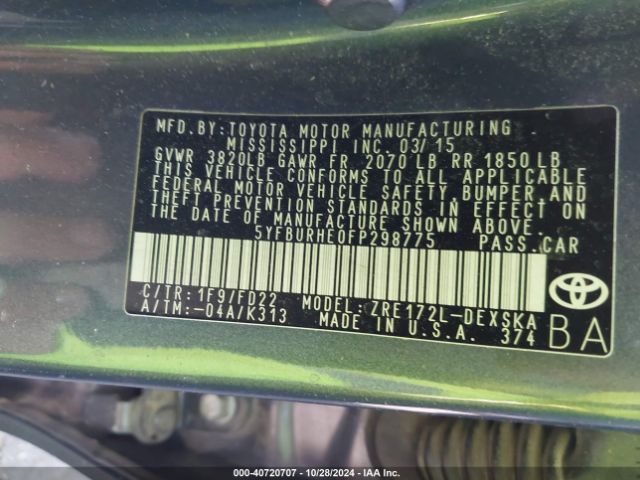 MFD. BY: TOYOTA MOTOR MANUFACTURING
MISSISSIPPI INC. 03/15
GVWR 3820LB GAWR FR 2070 LB RR 1850 LB
THIS VEHICLE CONFORMS TO ALL APPLICABLE
FEDERAL MOTOR VEHICLE SAFETY, BUMPER, AND
THEFT PREVENTION STANDARDS IN EFFECT ON
THE DATE OF MANUFACTURE SHOWN ABOVE.
5YFBURHE0FP298775 PASS. CAR
C/TR: 1F9/FD22 MODEL: ZRE172L-DEXSKA
A/TM: -04A/K313 MADE IN U.S.A. 374
BA
000-40720707 - 10/28/2024 - IAA Inc.